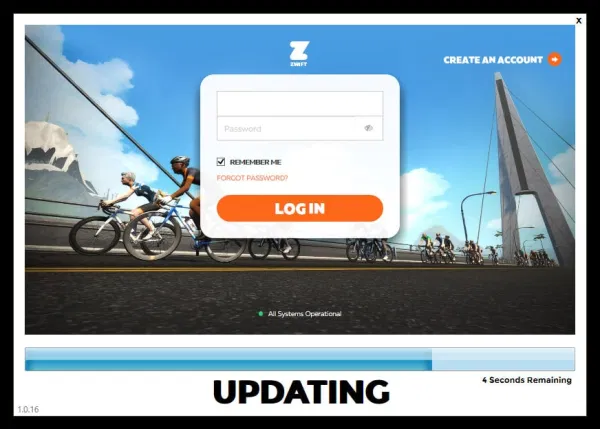 x
ZWIFT
CREATE AN ACCOUNT
Password
REMEMBER ME
FORGOT PASSWORD?
LOG IN
All Systems Operational
4 Seconds Remaining
UPDATING
1.0.16